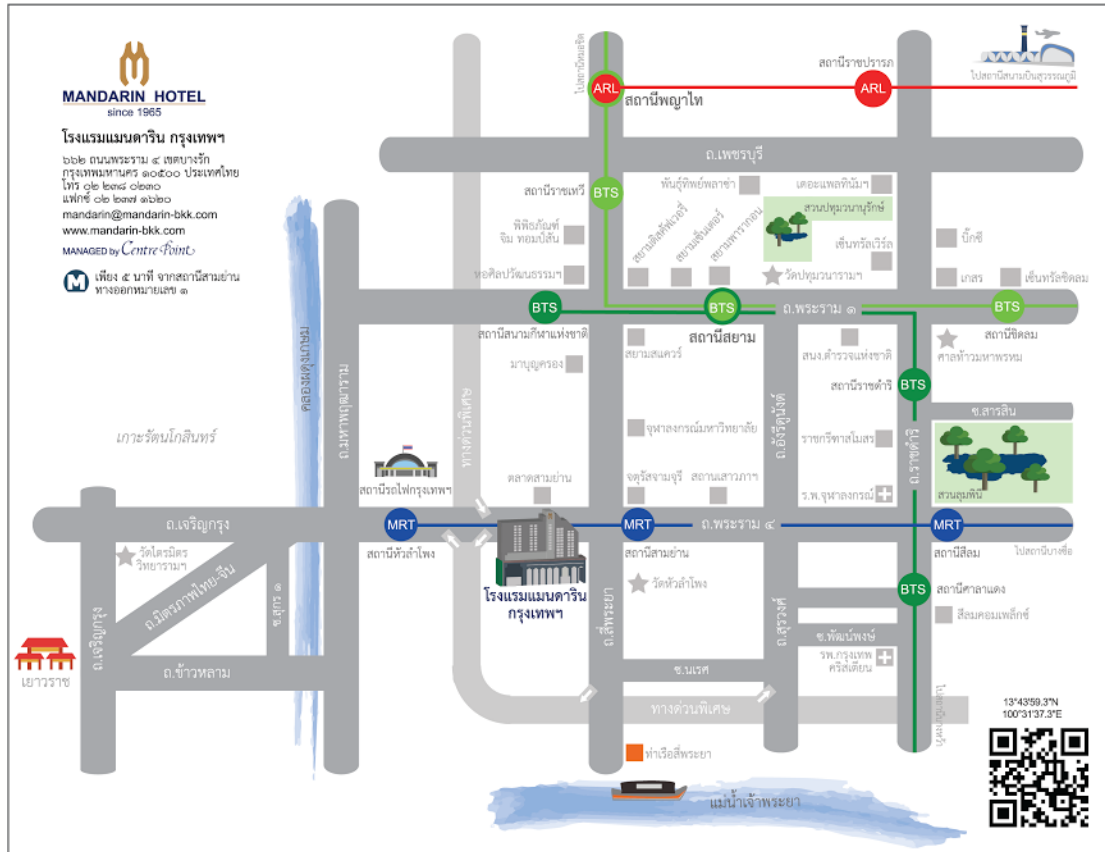 MANDARIN HOTEL
since 1965
โรงแรมแมนดาริน กรุงเทพฯ
๖๖๒ ถนนพระราม ๔ เขตบางรัก
กรุงเทพมหานคร ๑๐๕๐๐ ประเทศไทย
โทร ๐๒ ๒๓๘ ๐๒๓๐
แฟกซ์ ๐๒ ๒๓๗ ๑๖๒๐
mandarin@mandarin-bkk.com
www.mandarin-bkk.com
MANAGED by Centre Point
M
เพียง ๕ นาที จากสถานีสามย่าน
ทางออกหมายเลข ๑
ไปสถานีหมอชิต
ARL
สถานีพญาไท
สถานีราชปรารภ
ARL
ไปสถานีสนามบินสุวรรณภูมิ
ถ.เพชรบุรี
สถานีราชเทวี
BTS
พันธุ์ทิพย์พลาซ่า
เดอะแพลทินัมฯ
สวนปทุมวนานุรักษ์
พิพิธภัณฑ์
จิม ทอมป์สัน
สยามดิสคัฟเวอรี่
สยามเซ็นเตอร์
สยามพารากอน
เซ็นทรัลเวิร์ล
บิ๊กซี
หอศิลปวัฒนธรรมฯ
วัดปทุมวนารามฯ
เกสร
เซ็นทรัลชิดลม
BTS
BTS
ถ.พระราม ๑
BTS
สถานีสนามกีฬาแห่งชาติ
สถานีสยาม
สถานีชิดลม
มาบุญครอง
สยามสแควร์
สนง.ตำรวจแห่งชาติ
ศาลท้าวมหาพรหม
สถานีราชดำริ
BTS
คลองผดุงเกษม
ถ.มหาพฤฒาราม
ทางด่วนพิเศษ
ถ.อังรีดูนังต์
ถ.ราชดำริ
ซ.สารสิน
เกาะรัตนโกสินทร์
จุฬาลงกรณ์มหาวิทยาลัย
ราชกรีฑาสโมสร
สวนลุมพินี
สถานีรถไฟกรุงเทพฯ
ตลาดสามย่าน
จตุรัสจามจุรี
สถานเสาวภาฯ
ร.พ.จุฬาลงกรณ์
ถ.เจริญกรุง
MRT
MRT
ถ.พระราม ๔
MRT
วัดไตรมิตร
วิทยารามฯ
สถานีหัวลำโพง
สถานีสามย่าน
สถานีสีลม
ไปสถานีบางซื่อ
ถ.มิตรภาพไทย-จีน
ซ.สุกร ๑
โรงแรมแมนดาริน
กรุงเทพฯ
วัดหัวลำโพง
BTS
สถานีศาลาแดง
ถ.เจริญกรุง
ถ.สี่พระยา
ถ.สุรวงศ์
สีลมคอมเพล็กซ์
ซ.พัฒน์พงษ์
เยาวราช
ถ.ข้าวหลาม
ซ.นเรศ
รพ.กรุงเทพ
คริสเตียน
ทางด่วนพิเศษ
ไปสถานีบางหว้า
13°43'59.3"N
100°31'37.3"E
ท่าเรือสี่พระยา
แม่น้ำเจ้าพระยา